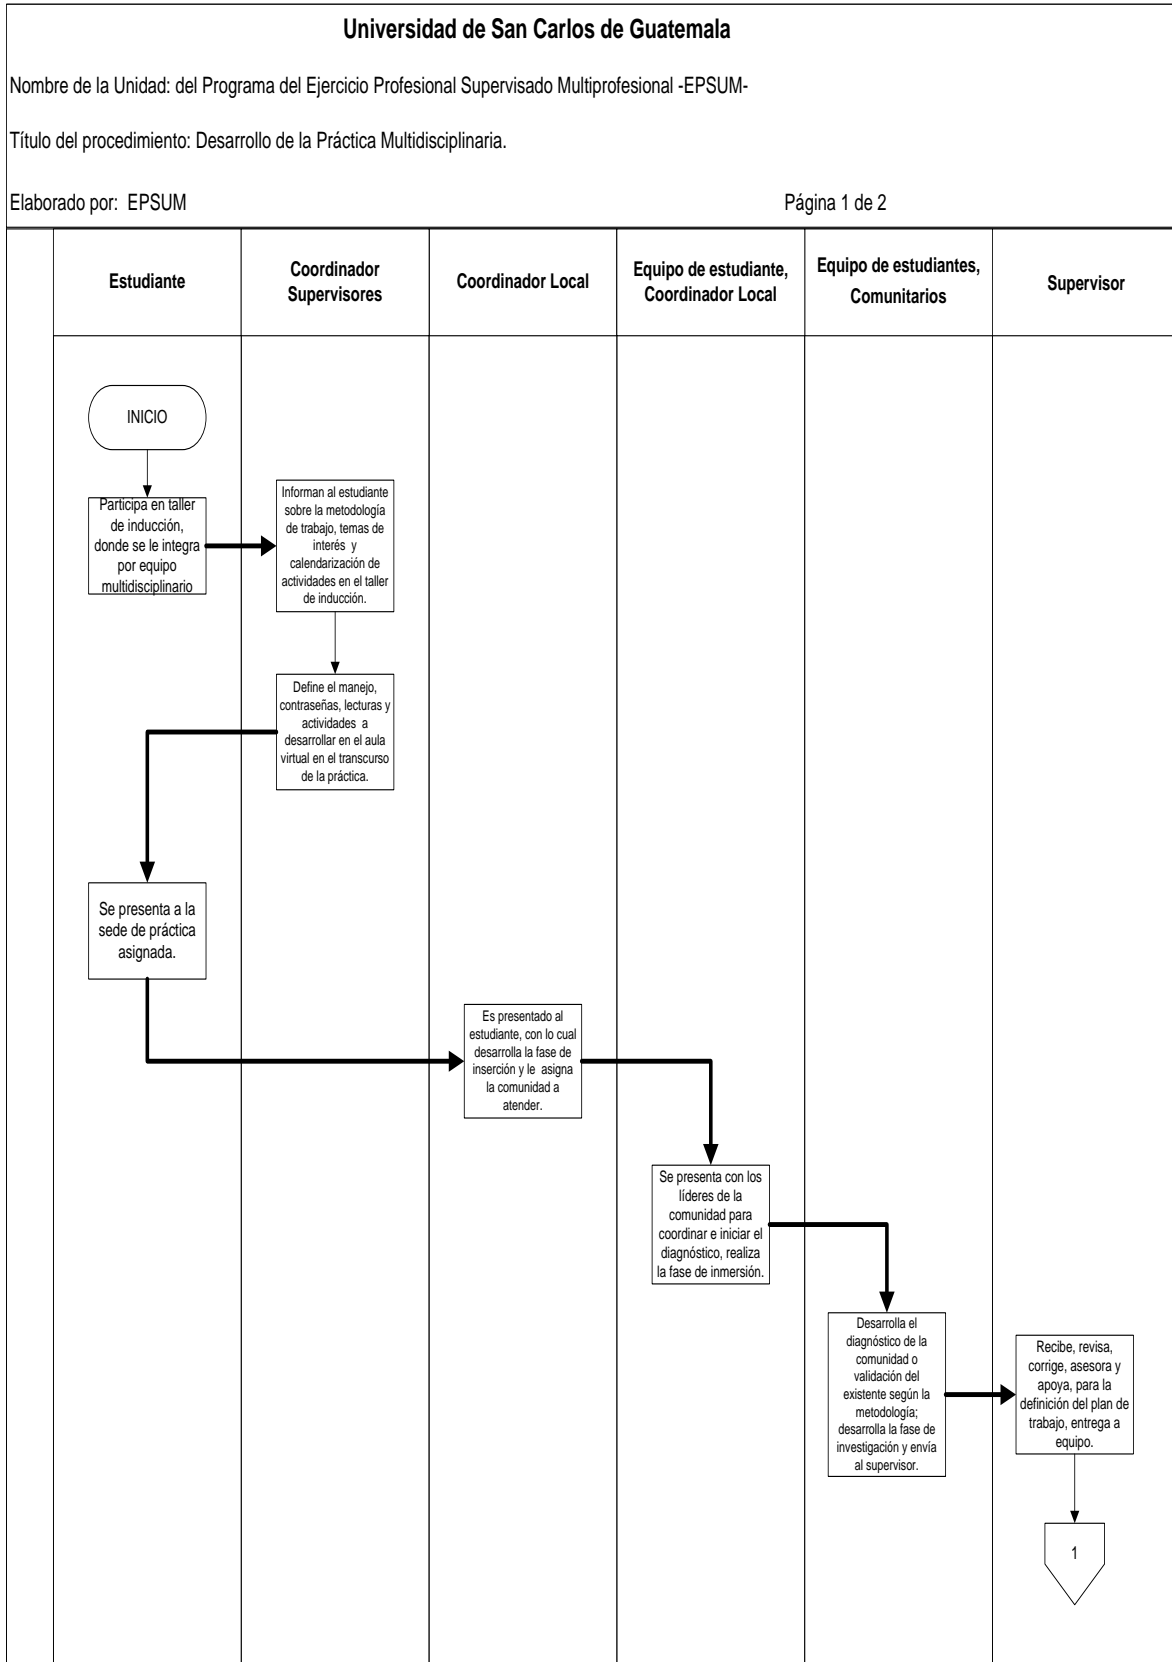 Universidad de San Carlos de Guatemala
Nombre de la Unidad: del Programa del Ejercicio Profesional Supervisado Multiprofesional -EPSUM-
Título del procedimiento: Desarrollo de la Práctica Multidisciplinaria.
Elaborado por: EPSUM
Página 1 de 2
Estudiante
Coordinador
Supervisores
Coordinador Local
Equipo de estudiante,
Coordinador Local
Equipo de estudiantes,
Comunitarios
Supervisor
INICIO
Participa en taller
de inducción,
donde se le integra
por equipo
multidisciplinario
Informan al estudiante
sobre la metodología
de trabajo, temas de
interés y
calendarización de
actividades en el taller
de inducción.
Define el manejo,
contraseñas, lecturas y
actividades a
desarrollar en el aula
virtual en el transcurso
de la práctica.
Se presenta a la
sede de práctica
asignada.
Es presentado al
estudiante, con lo cual
desarrolla la fase de
inserción y le asigna
la comunidad a
atender.
Se presenta con los
líderes de la
comunidad para
coordinar e iniciar el
diagnóstico, realiza
la fase de inmersión.
Desarrolla el
diagnóstico de la
comunidad o
validación del
existente según la
metodología;
desarrolla la fase de
investigación y envía
al supervisor.
Recibe, revisa,
corrige, asesora y
apoya, para la
definición del plan de
trabajo, entrega a
equipo.
1